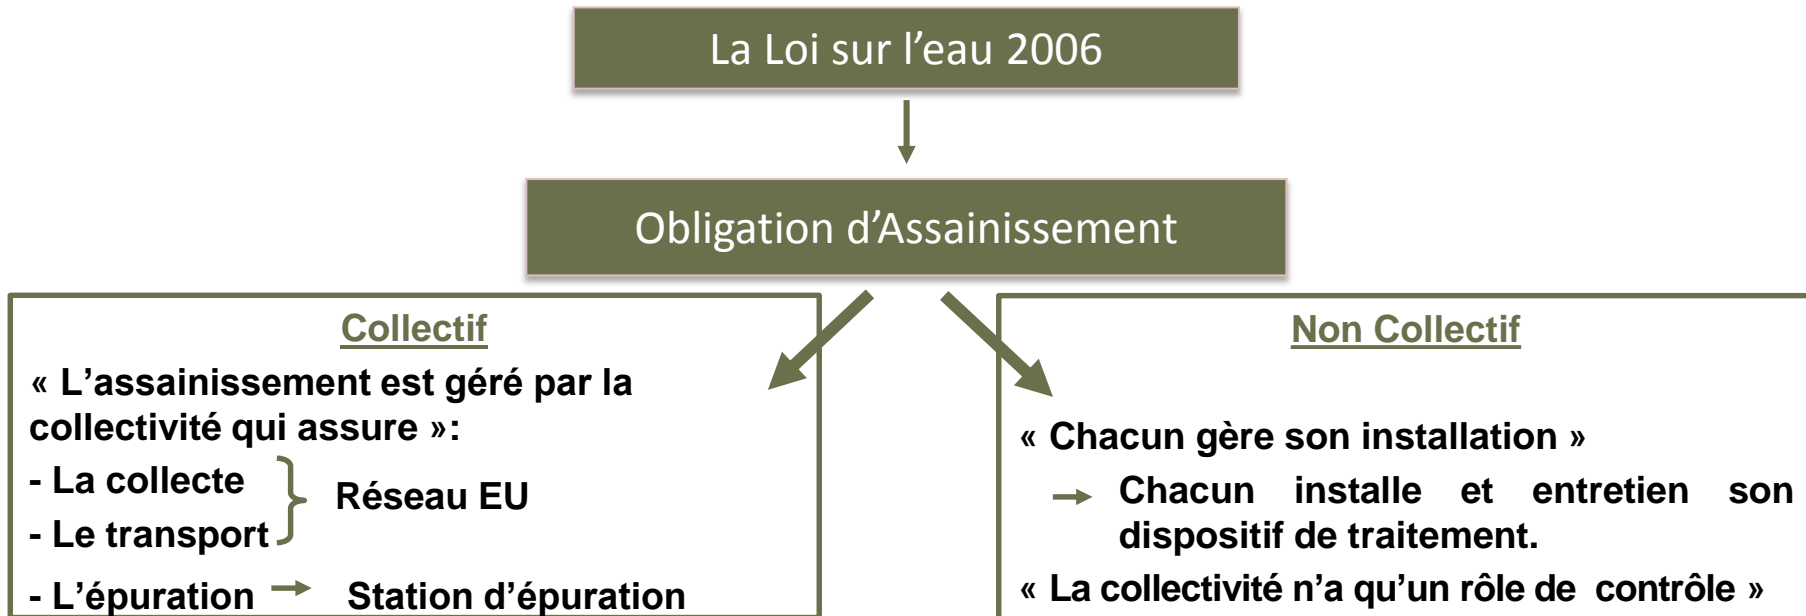 La Loi sur l’eau 2006
Obligation d’Assainissement
Collectif
« L’assainissement est géré par la
collectivité qui assure »:
- La collecte
- Le transport
Réseau EU
- L’épuration → Station d’épuration
Non Collectif
« Chacun gère son installation »
→ Chacun installe et entretien son
dispositif de traitement.
« La collectivité n’a qu’un rôle de contrôle »